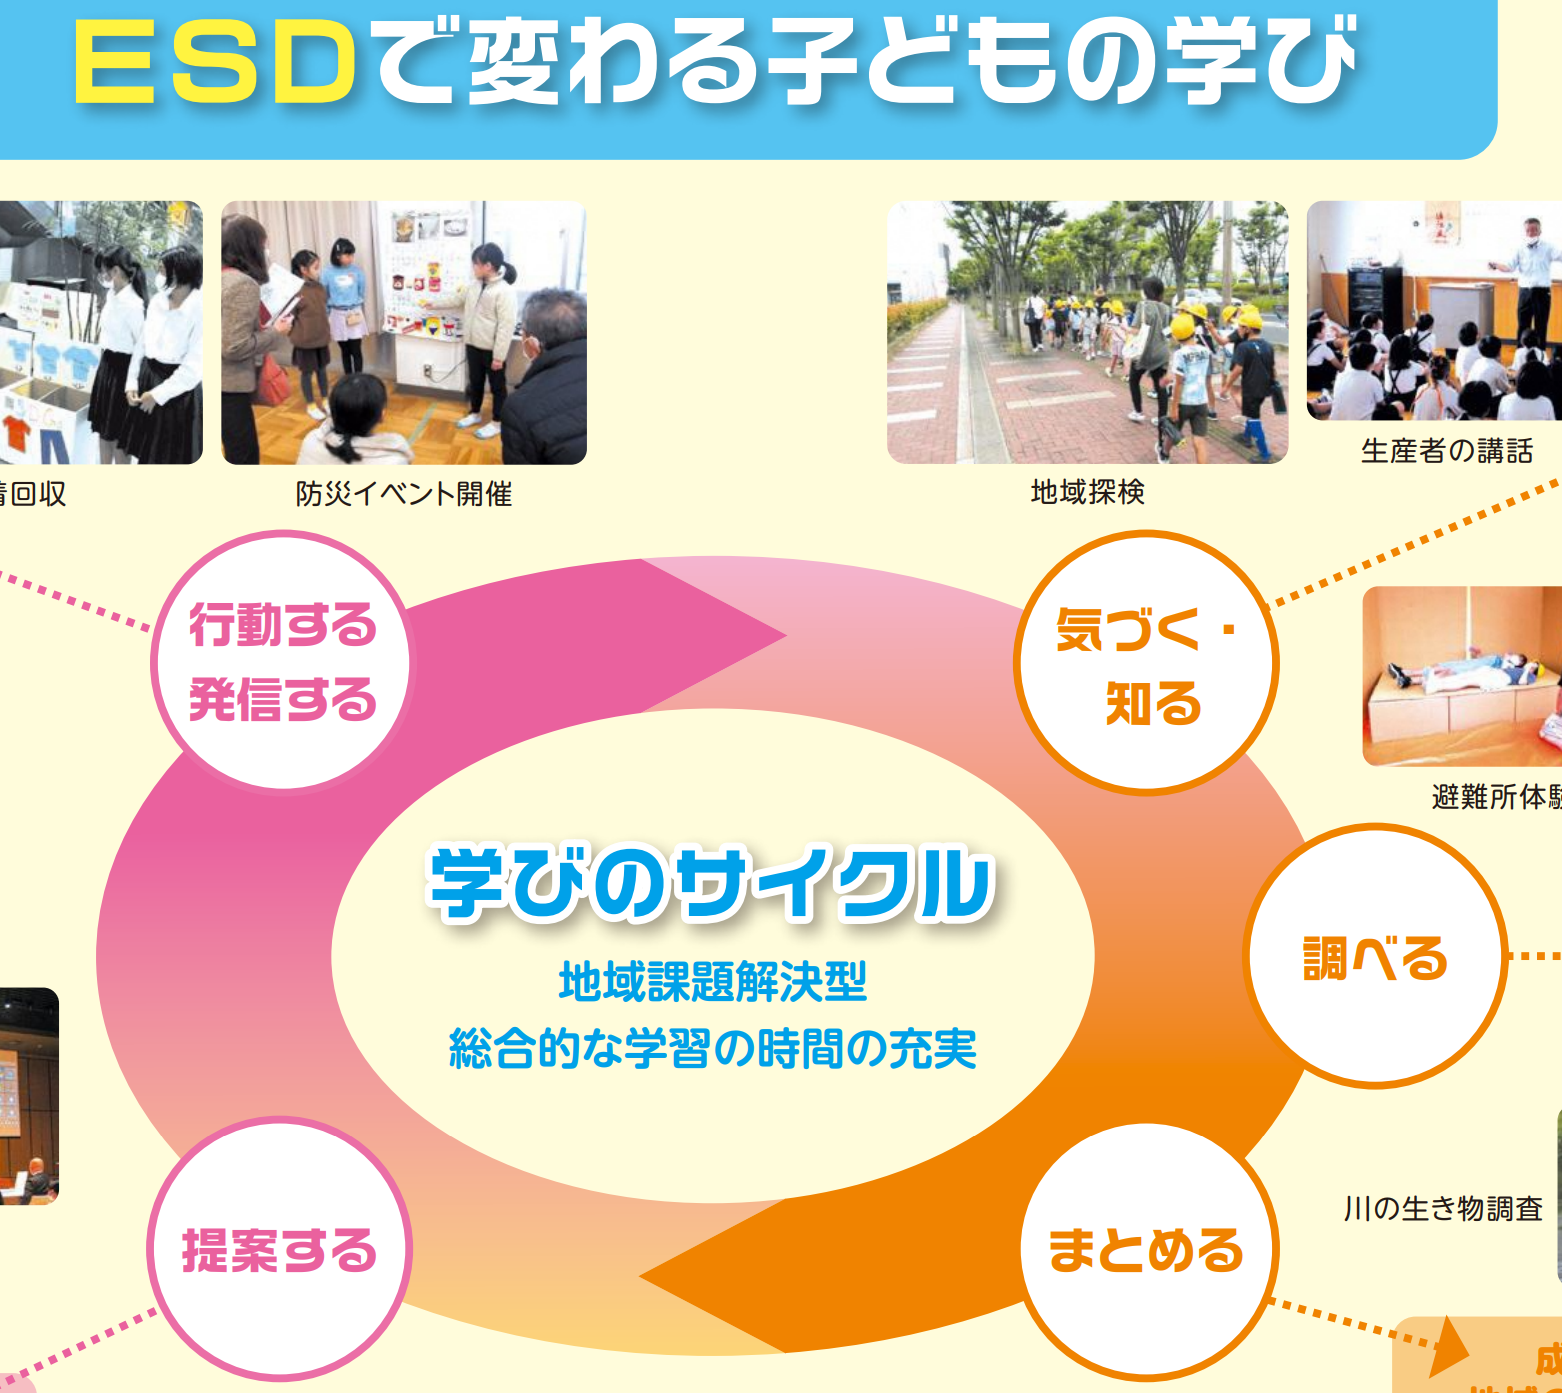 ESDで変わる子どもの学び
回収
防災イベント開催
地域探検
生産者の講話
行動する
発信する
気づく・
知る
避難所体験
学びのサイクル
地域課題解決型
総合的な学習の時間の充実
調べる
川の生き物調査
提案する
まとめる